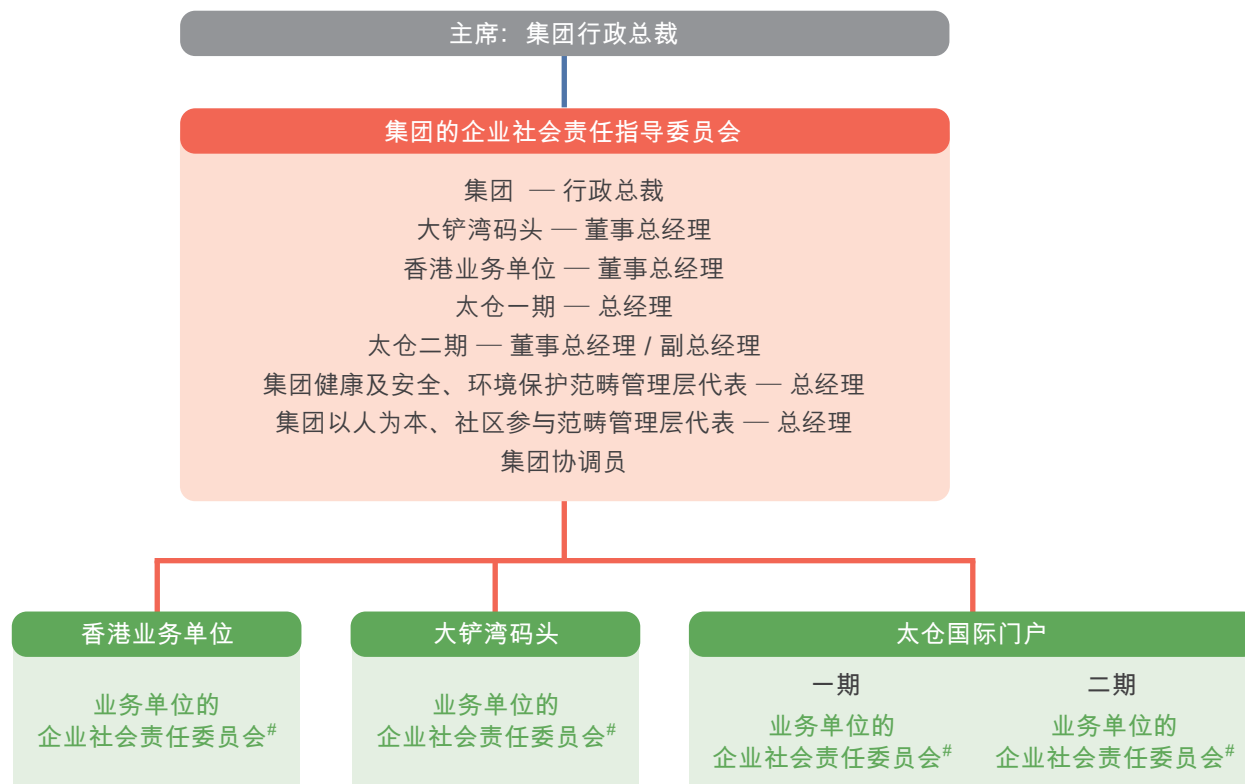 主席：集团行政总裁
集团的企业社会责任指导委员会
集团 — 行政总裁
大铲湾码头 — 董事总经理
香港业务单位 — 董事总经理
太仓一期 — 总经理
太仓二期 — 董事总经理 / 副总经理
集团健康及安全、环境保护范畴管理层代表 — 总经理
集团以人为本、社区参与范畴管理层代表 — 总经理
集团协调员
香港业务单位
业务单位的
企业社会责任委员会#
大铲湾码头
业务单位的
企业社会责任委员会#
太仓国际门户
一期
业务单位的
企业社会责任委员会#
二期
业务单位的
企业社会责任委员会#